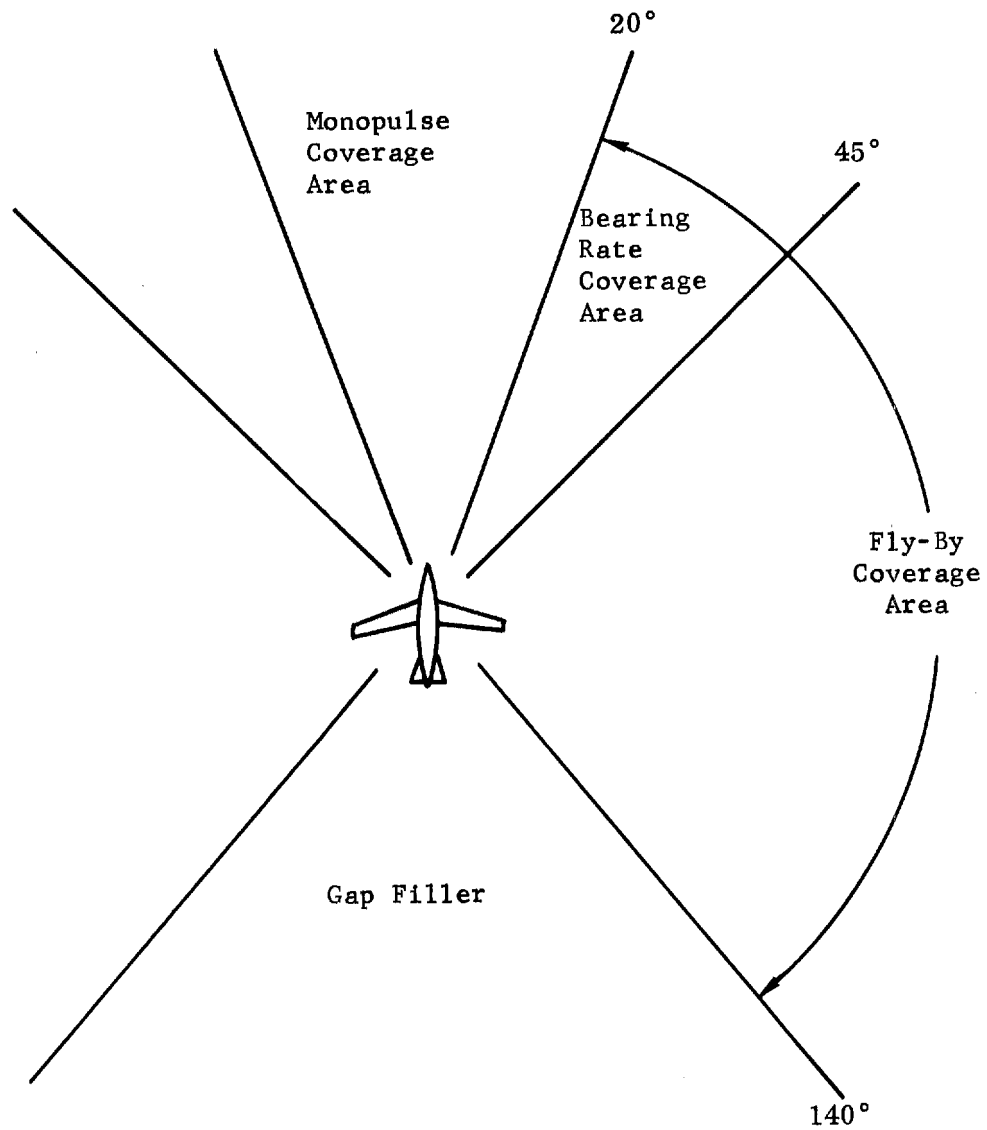 20°
Monopulse
Coverage
Area
45°
Bearing
Rate
Coverage
Area
Fly-By
Coverage
Area
Gap Filler
140°